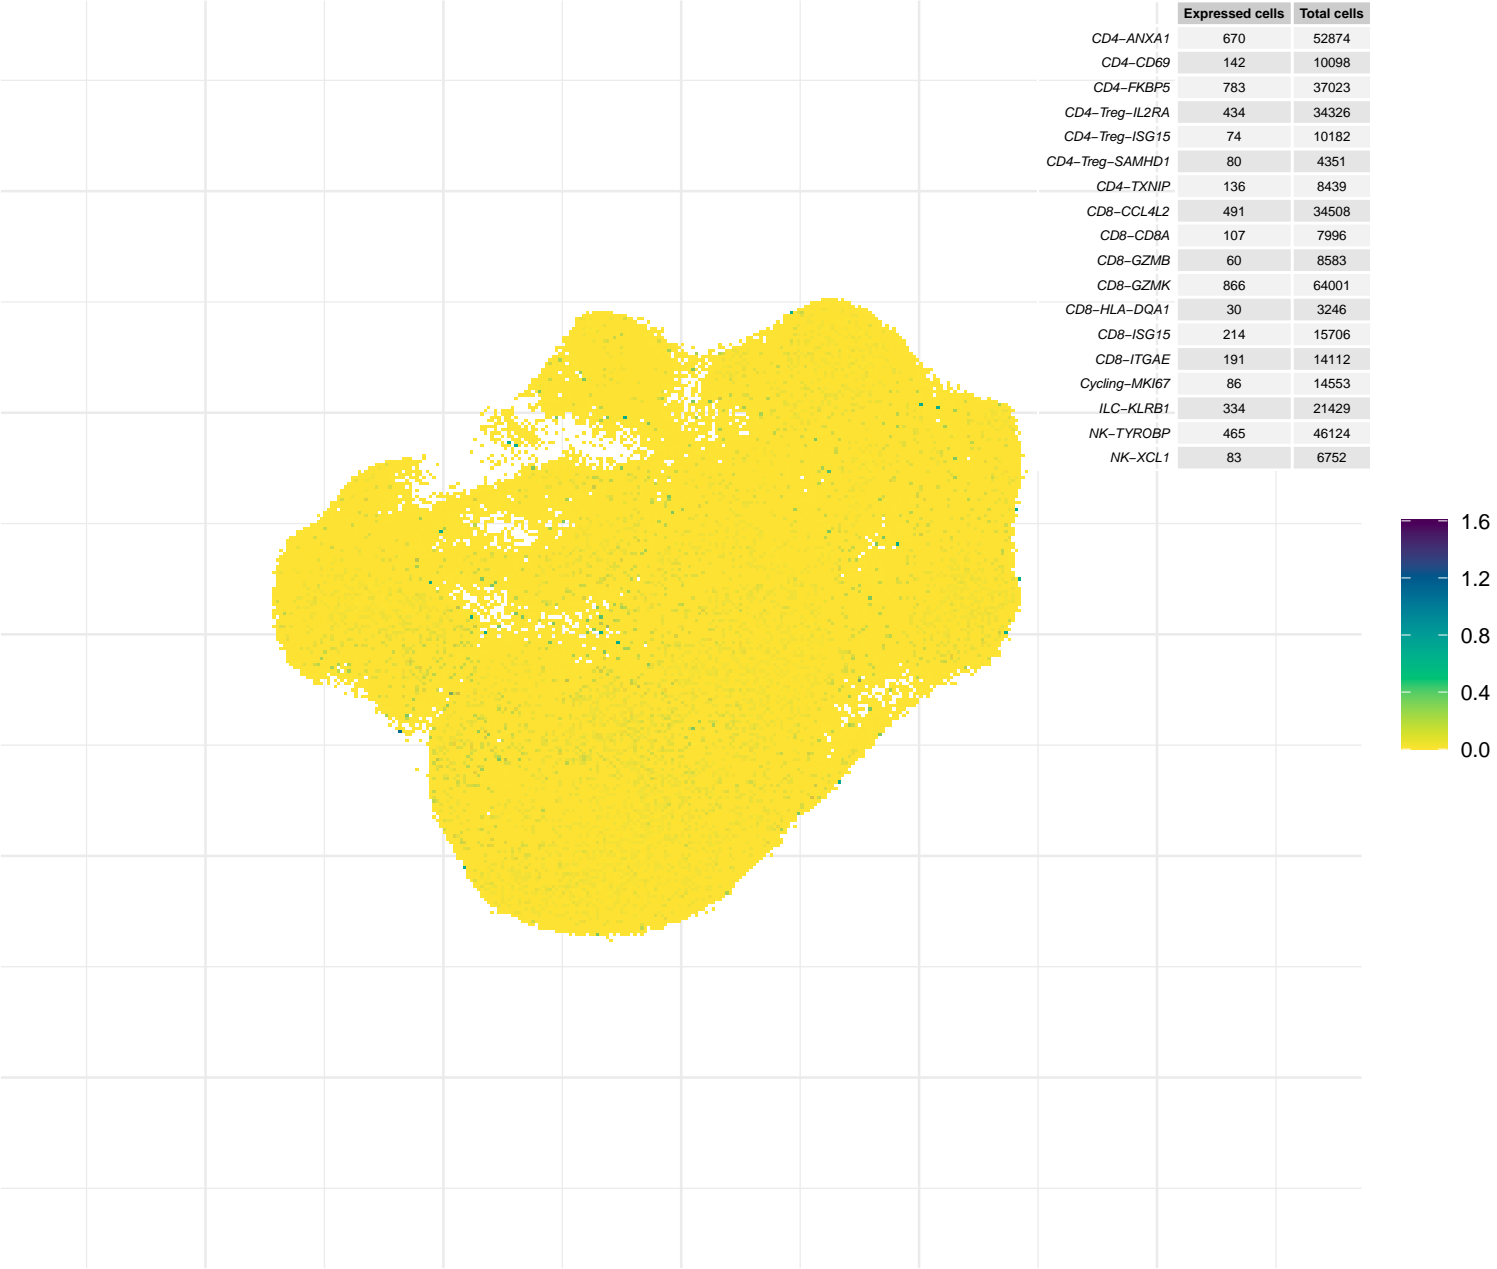 Expressed cells Total cells
CD4−ANXA1 670 52874
CD4−CD69 142 10098
CD4−FKBP5 783 37023
CD4−Treg−IL2RA 434 34326
CD4−Treg−ISG15 74 10182
CD4−Treg−SAMHD1 80 4351
CD4−TXNIP 136 8439
CD8−CCL4L2 491 34508
CD8−CD8A 107 7996
CD8−GZMB 60 8583
CD8−GZMK 866 64001
CD8−HLA−DQA1 30 3246
CD8−ISG15 214 15706
CD8−ITGAE 191 14112
Cycling−MKI67 86 14553
ILC−KLRB1 334 21429
NK−TYROBP 465 46124
NK−XCL1 83 6752
1.6
1.2
0.8
0.4
0.0